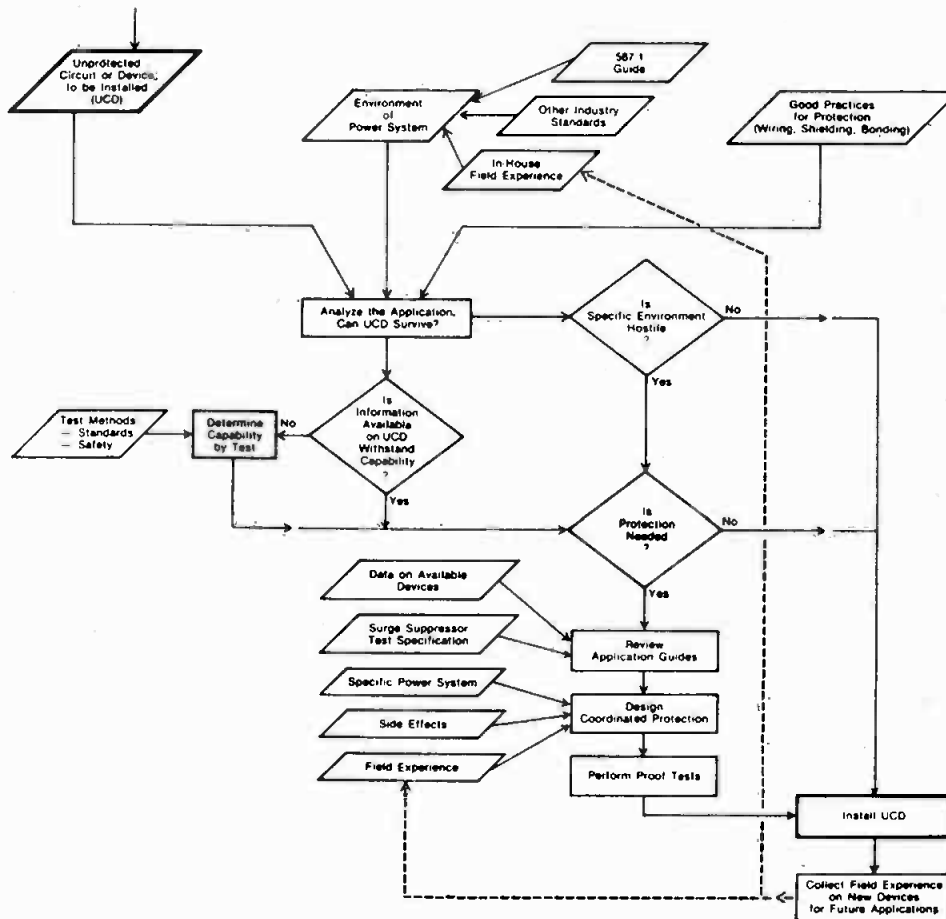 Unprotected
Circuit or Device,
to be Installed
(UCD)
Environment
of
Power System
587.1
Guide
Other Industry
Standards
In-House
Field Experience
Good Practices
for Protection
(Wiring, Shielding, Bonding)
Analyze the Application,
Can UCD Survive?
Is
Specific Environment
Hostile
?
No
Yes
Test Methods
— Standards
— Safety
Determine
Capability
by Test
No
Is
Information
Available
on UCD
Withstand
Capability
?
Yes
Is
Protection
Needed
?
No
Yes
Data on Available
Devices
Surge Suppressor
Test Specification
Review
Application Guides
Specific Power System
Side Effects
Field Experience
Design
Coordinated Protection
Perform Proof Tests
Install UCD
Collect Field Experience
on New Devices
for Future Applications